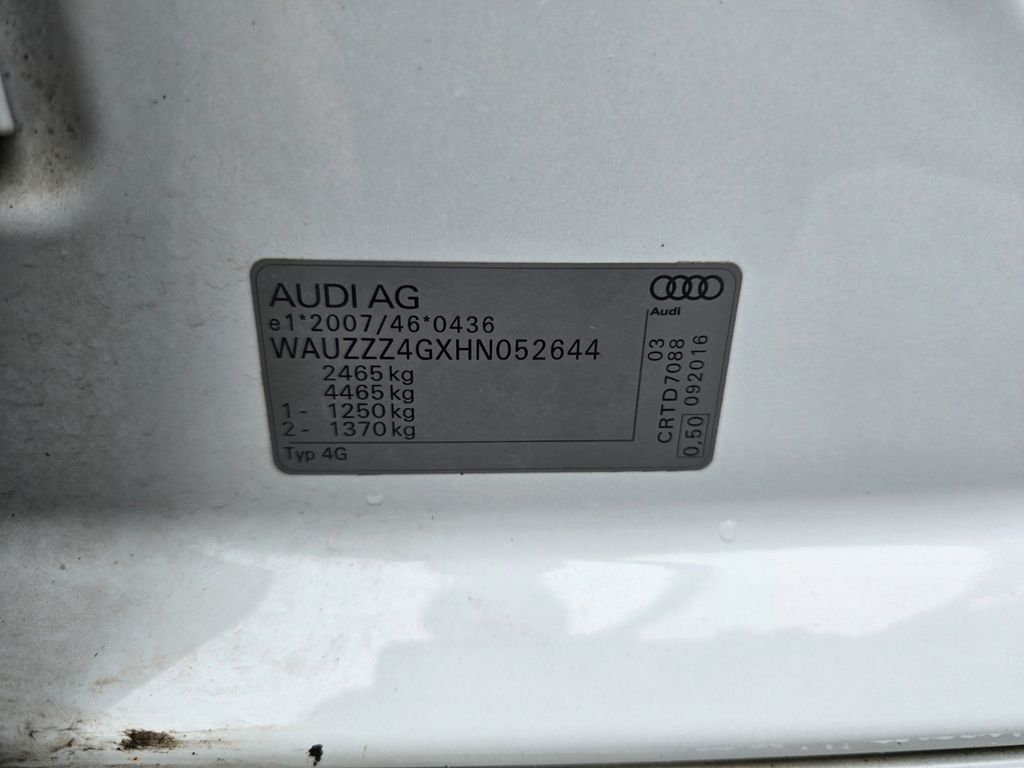 AUDI AG
e1*2007/46*0436
WAUZZZ4GXHN052644
2465 kg
4465 kg
1 - 1250 kg
2 - 1370 kg
Typ 4G
Audi
CRTD7088 03
0,50 092016